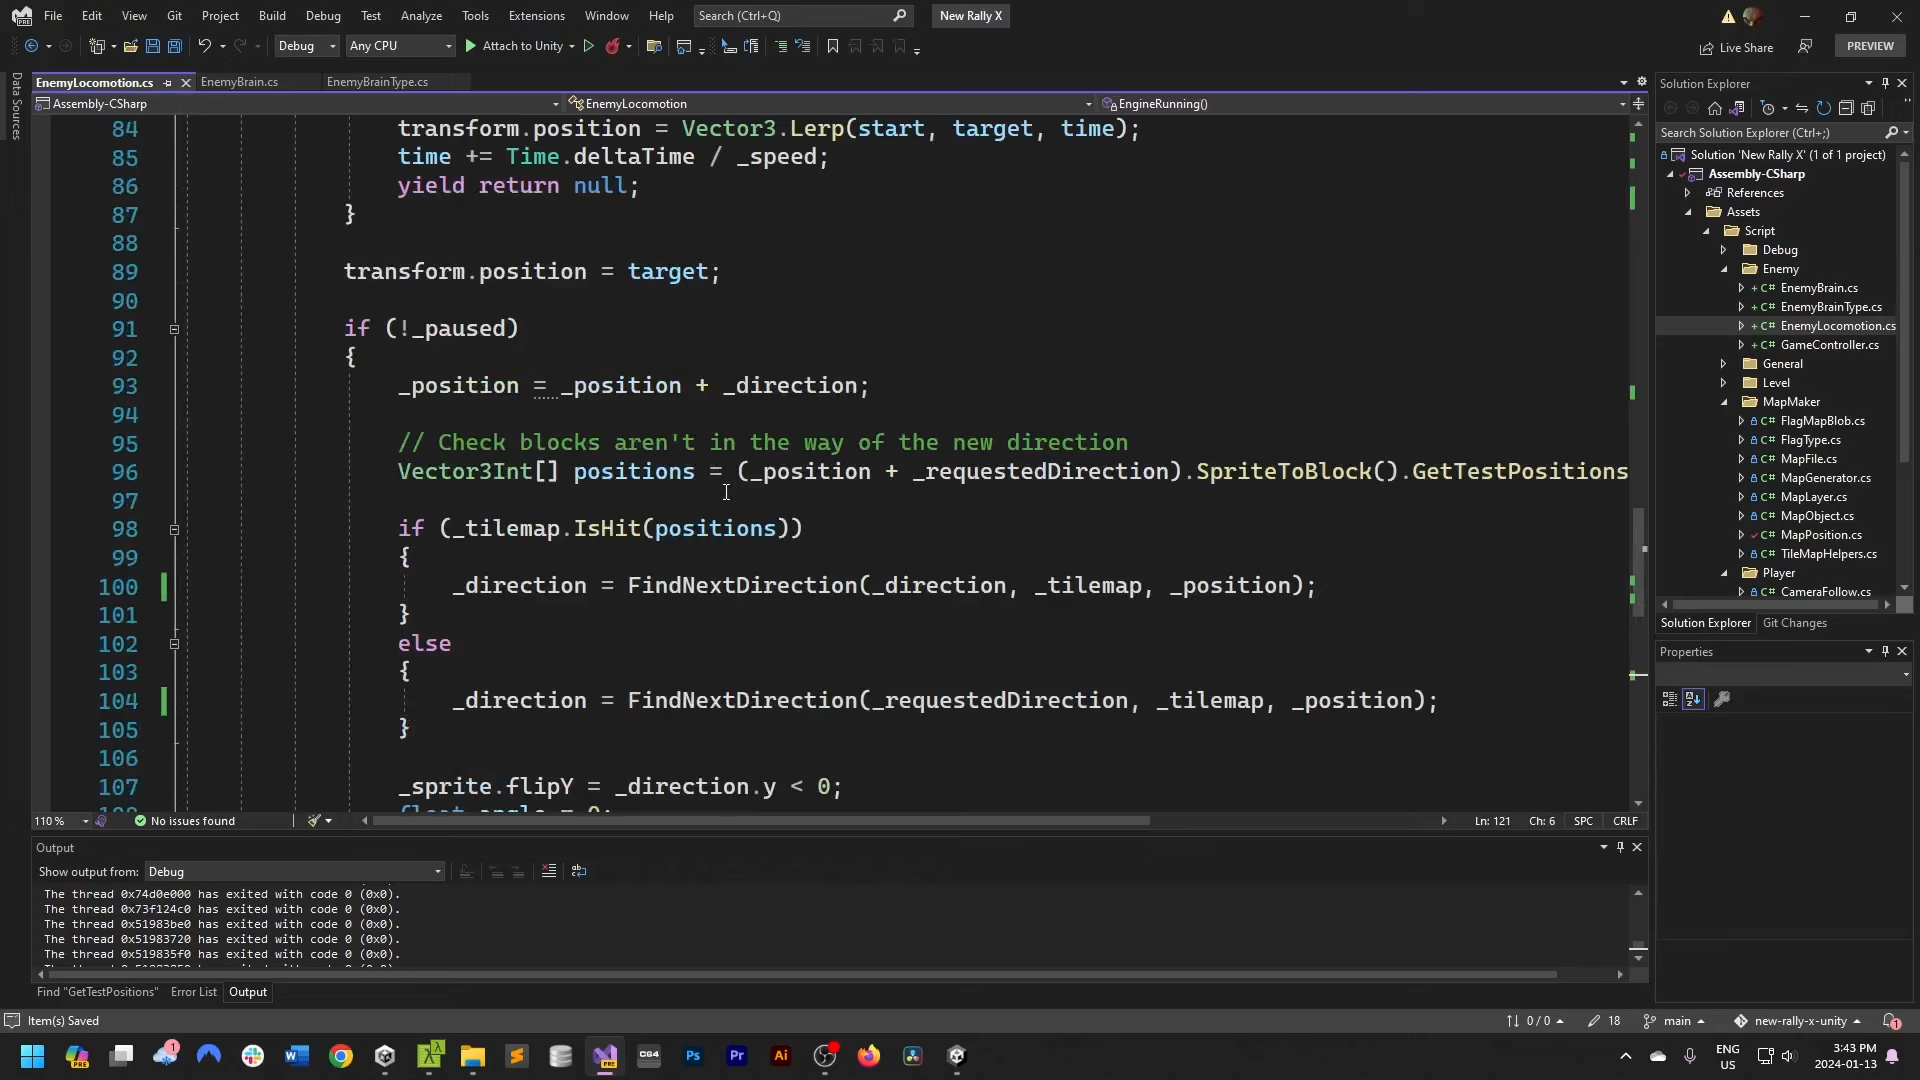 File Edit View Git Project Build Debug Test Analyze Tools Extensions Window Help Search (Ctrl+Q) New Rally X
Debug Any CPU Attach to Unity Live Share PREVIEW
Data Sources
EnemyLocomotion.cs EnemyBrain.cs EnemyBrainType.cs
Assembly-CSharp EnemyLocomotion EngineRunning()
84 transform.position = Vector3.Lerp(start, target, time);
85 time += Time.deltaTime / _speed;
86 yield return null;
87 }
88
89 transform.position = target;
90
91 if (!_paused)
92 {
93 _position = _position + _direction;
94
95 // Check blocks aren't in the way of the new direction
96 Vector3Int[] positions = (_position + _requestedDirection).SpriteToBlock().GetTestPositions
97
98 if (_tilemap.IsHit(positions))
99 {
100 _direction = FindNextDirection(_direction, _tilemap, _position);
101 }
102 else
103 {
104 _direction = FindNextDirection(_requestedDirection, _tilemap, _position);
105 }
106
107 _sprite.flipY = _direction.y < 0;
110 % No issues found Ln: 121 Ch: 6 SPC CRLF
Output
Show output from: Debug
The thread 0x74d0e000 has exited with code 0 (0x0).
The thread 0x73f124c0 has exited with code 0 (0x0).
The thread 0x51983be0 has exited with code 0 (0x0).
The thread 0x51983720 has exited with code 0 (0x0).
The thread 0x519835f0 has exited with code 0 (0x0).
Find "GetTestPositions" Error List Output
Solution Explorer
Search Solution Explorer (Ctrl+;)
Solution 'New Rally X' (1 of 1 project)
Assembly-CSharp
References
Assets
Script
Debug
Enemy
C# EnemyBrain.cs
C# EnemyBrainType.cs
C# EnemyLocomotion.cs
C# GameController.cs
General
Level
MapMaker
C# FlagMapBlob.cs
C# FlagType.cs
C# MapFile.cs
C# MapGenerator.cs
C# MapLayer.cs
C# MapObject.cs
C# MapPosition.cs
C# TileMapHelpers.cs
Player
C# CameraFollow.cs
Solution Explorer Git Changes
Properties
Item(s) Saved 0 / 0 18 main new-rally-x-unity 1
1 PRE CG4 Ps Pr Ai ENG US 3:43 PM 2024-01-13